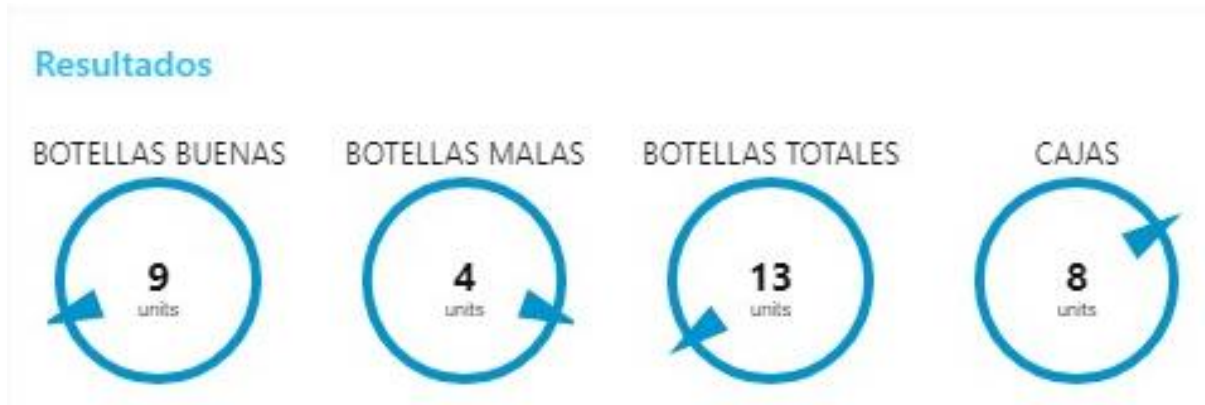 Resultados
BOTELLAS BUENAS
BOTELLAS MALAS
BOTELLAS TOTALES
CAJAS
9
units
4
units
13
units
8
units